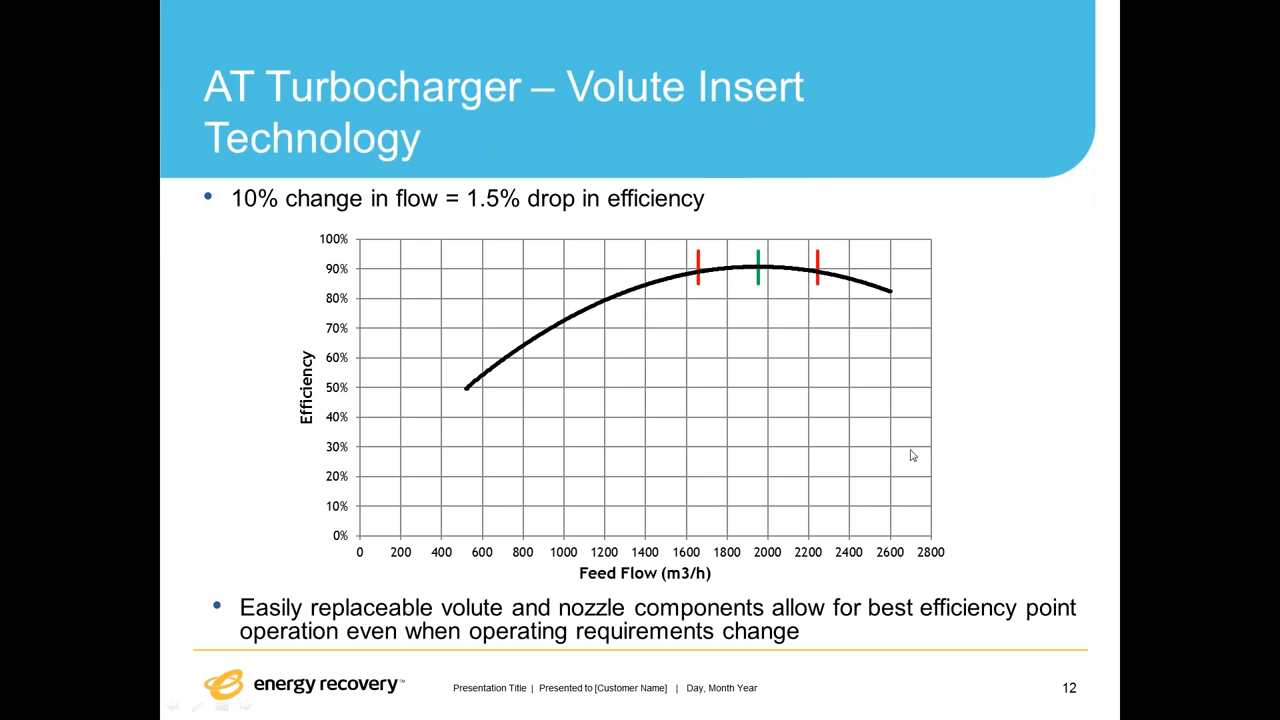 AT Turbocharger – Volute Insert
Technology
• 10% change in flow = 1.5% drop in efficiency
100%
90%
80%
70%
60%
50%
40%
30%
20%
10%
0%
Efficiency
0 200 400 600 800 1000 1200 1400 1600 1800 2000 2200 2400 2600 2800
Feed Flow (m3/h)
• Easily replaceable volute and nozzle components allow for best efficiency point
operation even when operating requirements change
energy recovery™
Presentation Title | Presented to [Customer Name] | Day, Month Year
12